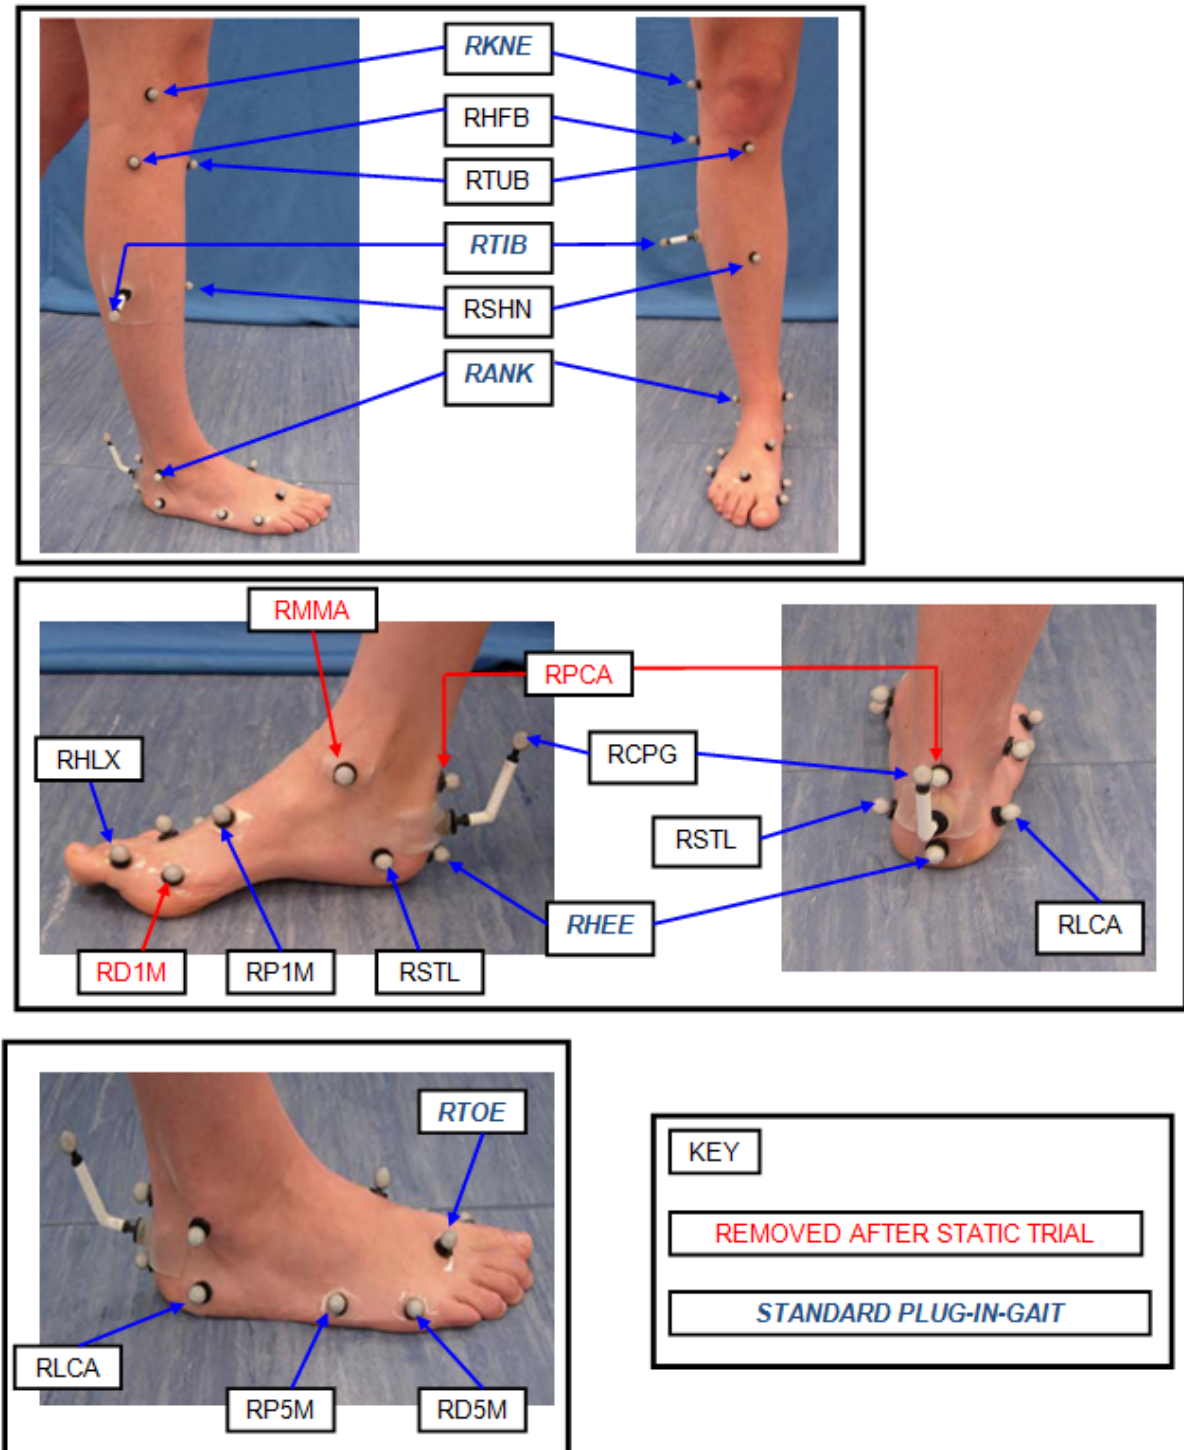 RKNE
RHFB
RTUB
RTIB
RSHN
RANK
RMMA
RPCA
RHLX
RCPG
RSTL
RHEE
RLCA
RD1M
RP1M
RSTL
RTOE
KEY
REMOVED AFTER STATIC TRIAL
STANDARD PLUG-IN-GAIT
RLCA
RP5M
RD5M